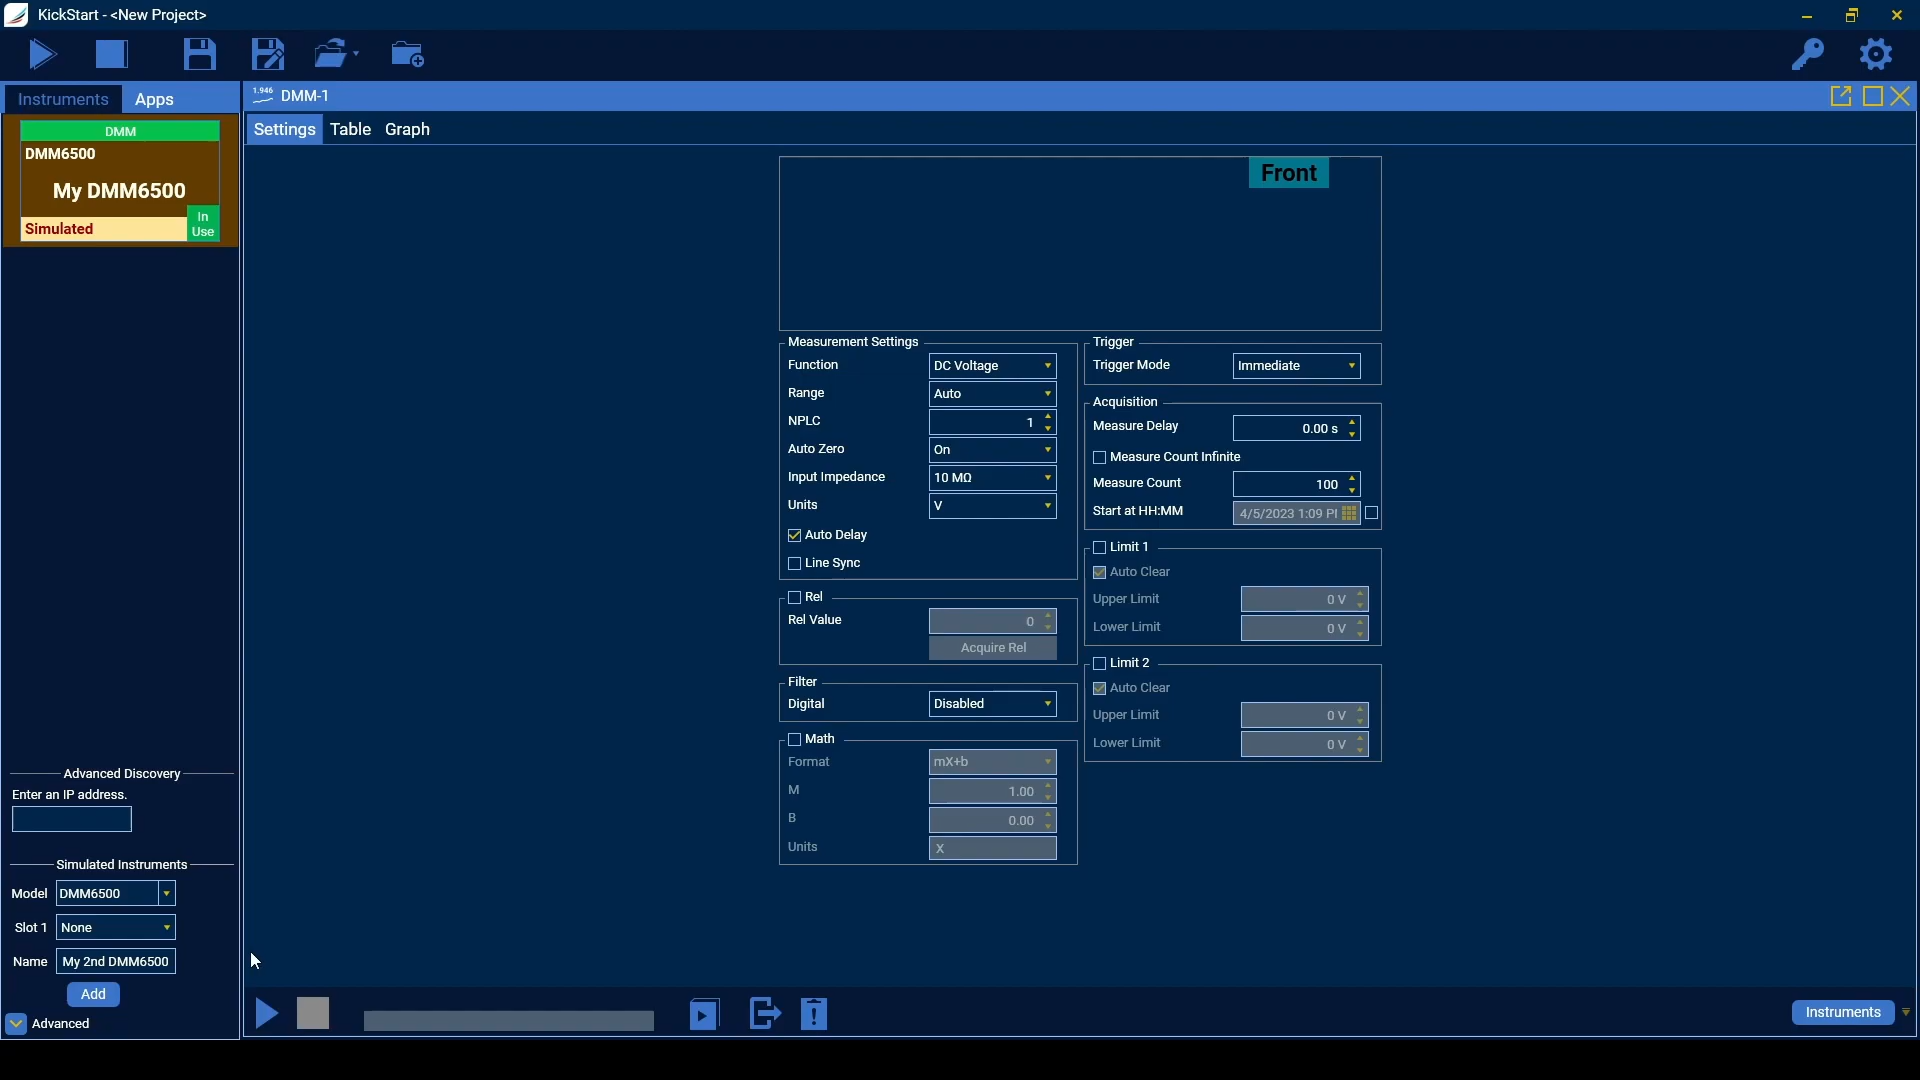 KickStart - <New Project>
Instruments Apps
DMM
DMM6500
My DMM6500
Simulated
In
Use
Advanced Discovery
Enter an IP address.
Simulated Instruments
Model DMM6500
Slot 1 None
Name My 2nd DMM6500
Add
Advanced
1.946 DMM-1
Settings Table Graph
Front
Measurement Settings
Function DC Voltage
Range Auto
NPLC 1
Auto Zero On
Input Impedance 10 MΩ
Units V
Auto Delay
Line Sync
Rel
Rel Value 0
Acquire Rel
Filter
Digital Disabled
Math
Format mX+b
M 1.00
B 0.00
Units X
Trigger
Trigger Mode Immediate
Acquisition
Measure Delay 0.00 s
Measure Count Infinite
Measure Count 100
Start at HH:MM 4/5/2023 1:09 PI
Limit 1
Auto Clear
Upper Limit 0 V
Lower Limit 0 V
Limit 2
Auto Clear
Upper Limit 0 V
Lower Limit 0 V
Instruments